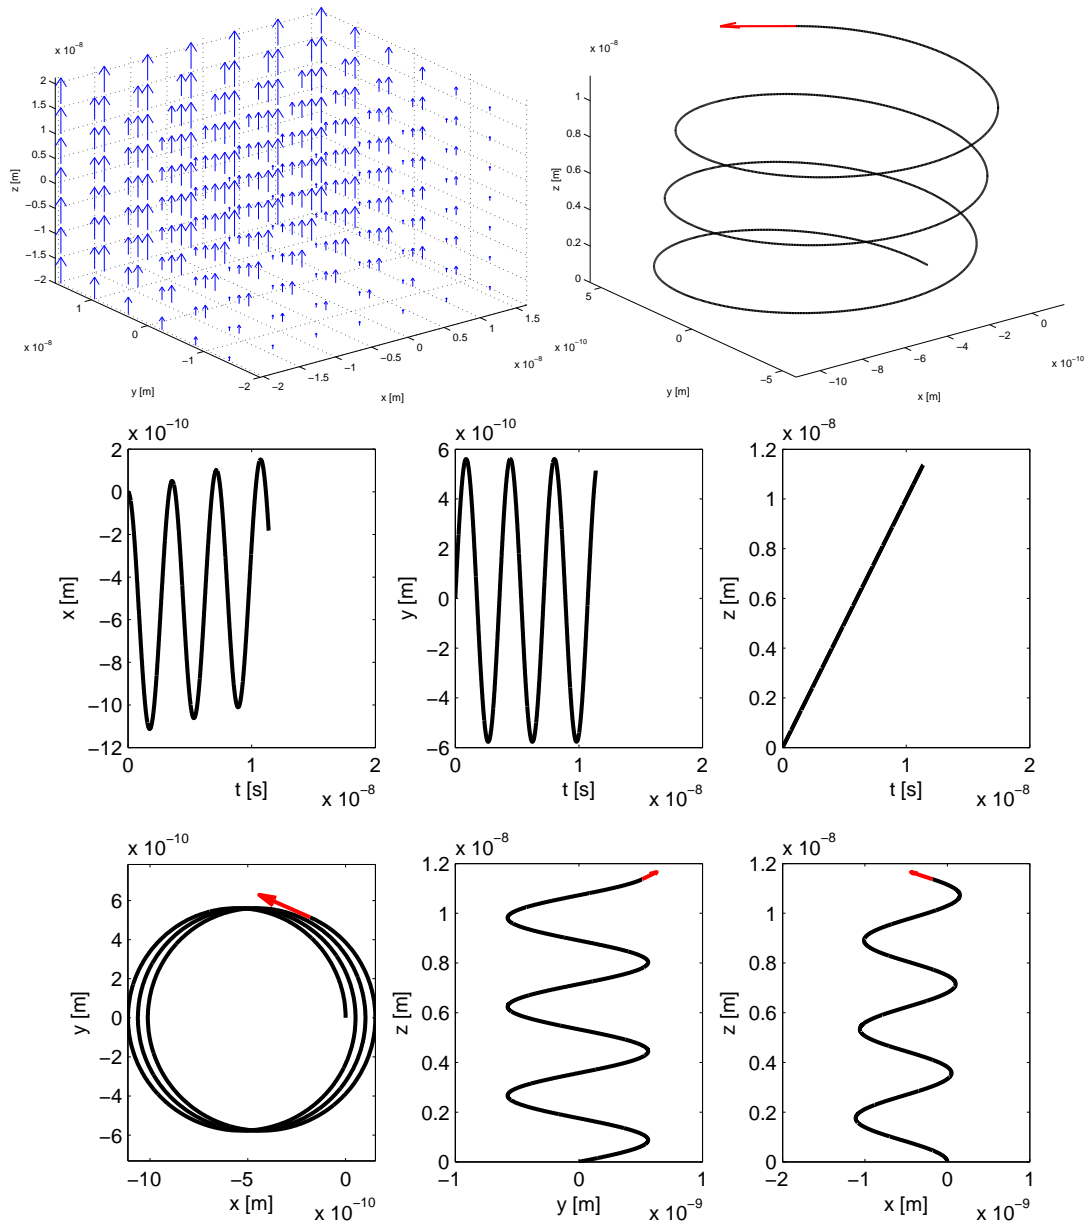 x 10⁻⁸
2
1.5
1
0.5
0
−0.5
−1
−1.5
−2
z [m]
1
0
−1
−2
x 10⁻⁸
y [m]
−2
−1.5
−1
−0.5
0
0.5
1
1.5
x 10⁻⁸
x [m]
x 10⁻⁸
1
0.8
0.6
0.4
0.2
0
z [m]
5
0
−5
x 10⁻¹⁰
y [m]
−10
−8
−6
−4
−2
0
x 10⁻¹⁰
x [m]
x 10⁻¹⁰
2
0
−2
−4
−6
−8
−10
−12
x [m]
0 1 2
t [s]
x 10⁻⁸
x 10⁻¹⁰
6
4
2
0
−2
−4
−6
y [m]
0 1 2
t [s]
x 10⁻⁸
x 10⁻⁸
1.2
1
0.8
0.6
0.4
0.2
0
z [m]
0 1 2
t [s]
x 10⁻⁸
x 10⁻¹⁰
6
4
2
0
−2
−4
−6
y [m]
−10 −5 0
x [m]
x 10⁻¹⁰
x 10⁻⁸
1.2
1
0.8
0.6
0.4
0.2
0
z [m]
−1 0 1
y [m]
x 10⁻⁹
x 10⁻⁸
1.2
1
0.8
0.6
0.4
0.2
0
z [m]
−2 −1 0 1
x [m]
x 10⁻⁹